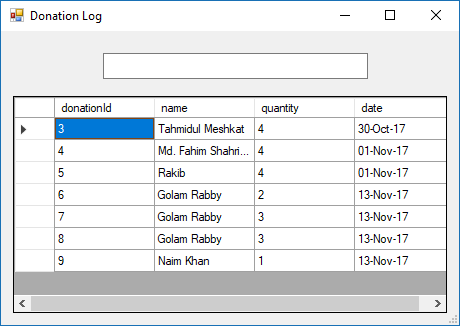 Donation Log
donationId name quantity date
3 Tahmidul Meshkat 4 30-Oct-17
4 Md. Fahim Shahri... 4 01-Nov-17
5 Rakib 4 01-Nov-17
6 Golam Rabby 2 13-Nov-17
7 Golam Rabby 3 13-Nov-17
8 Golam Rabby 3 13-Nov-17
9 Naim Khan 1 13-Nov-17